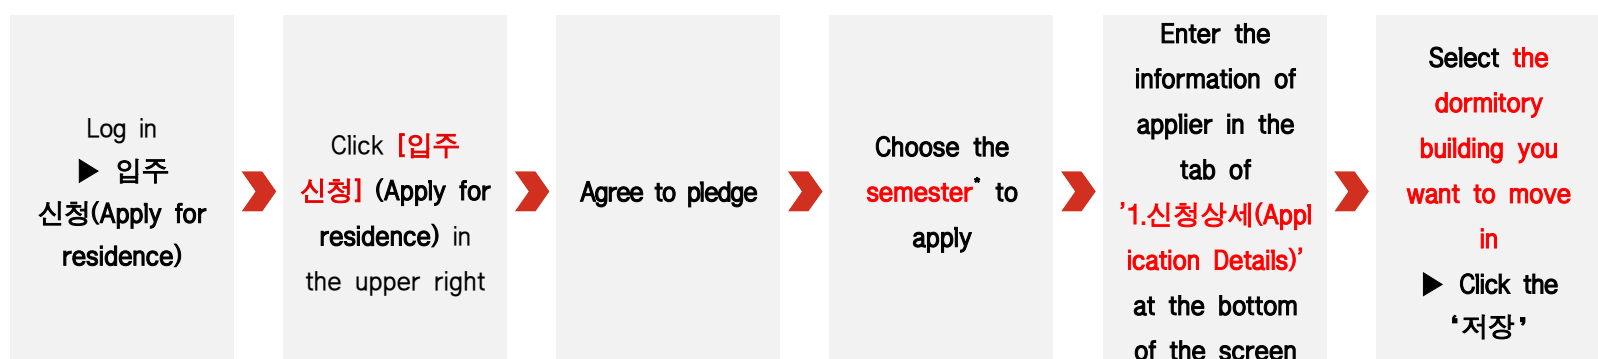 Log in
▶ 입주
신청(Apply for
residence)
Click [입주
신청] (Apply for
residence) in
the upper right
Agree to pledge
Choose the
semester* to
apply
Enter the
information of
applier in the
tab of
'1.신청상세(Appl
ication Details)'
at the bottom
of the screen
Select the
dormitory
building you
want to move
in
▶ Click the
‘저장’